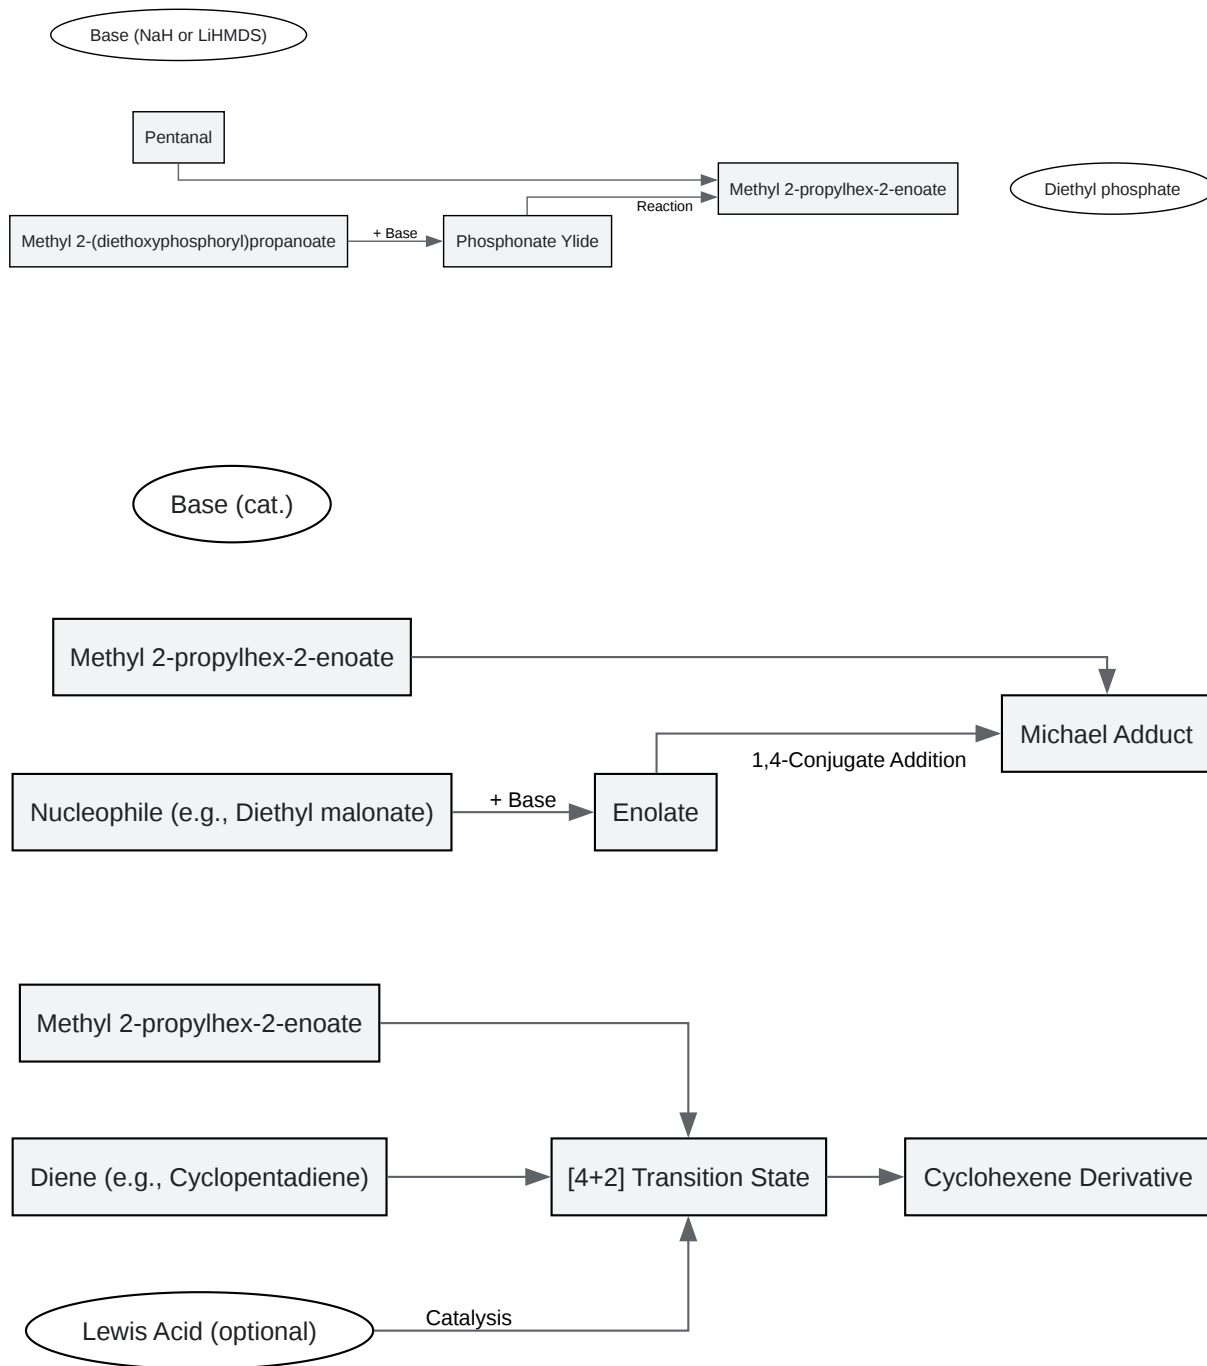 Base (NaH or LiHMDS)
Pentanal
Methyl 2-propylhex-2-enoate
Diethyl phosphate
Reaction
Methyl 2-(diethoxyphosphoryl)propanoate
+ Base
Phosphonate Ylide
Base (cat.)
Methyl 2-propylhex-2-enoate
Michael Adduct
1,4-Conjugate Addition
Nucleophile (e.g., Diethyl malonate)
+ Base
Enolate
Methyl 2-propylhex-2-enoate
Diene (e.g., Cyclopentadiene)
[4+2] Transition State
Cyclohexene Derivative
Catalysis
Lewis Acid (optional)